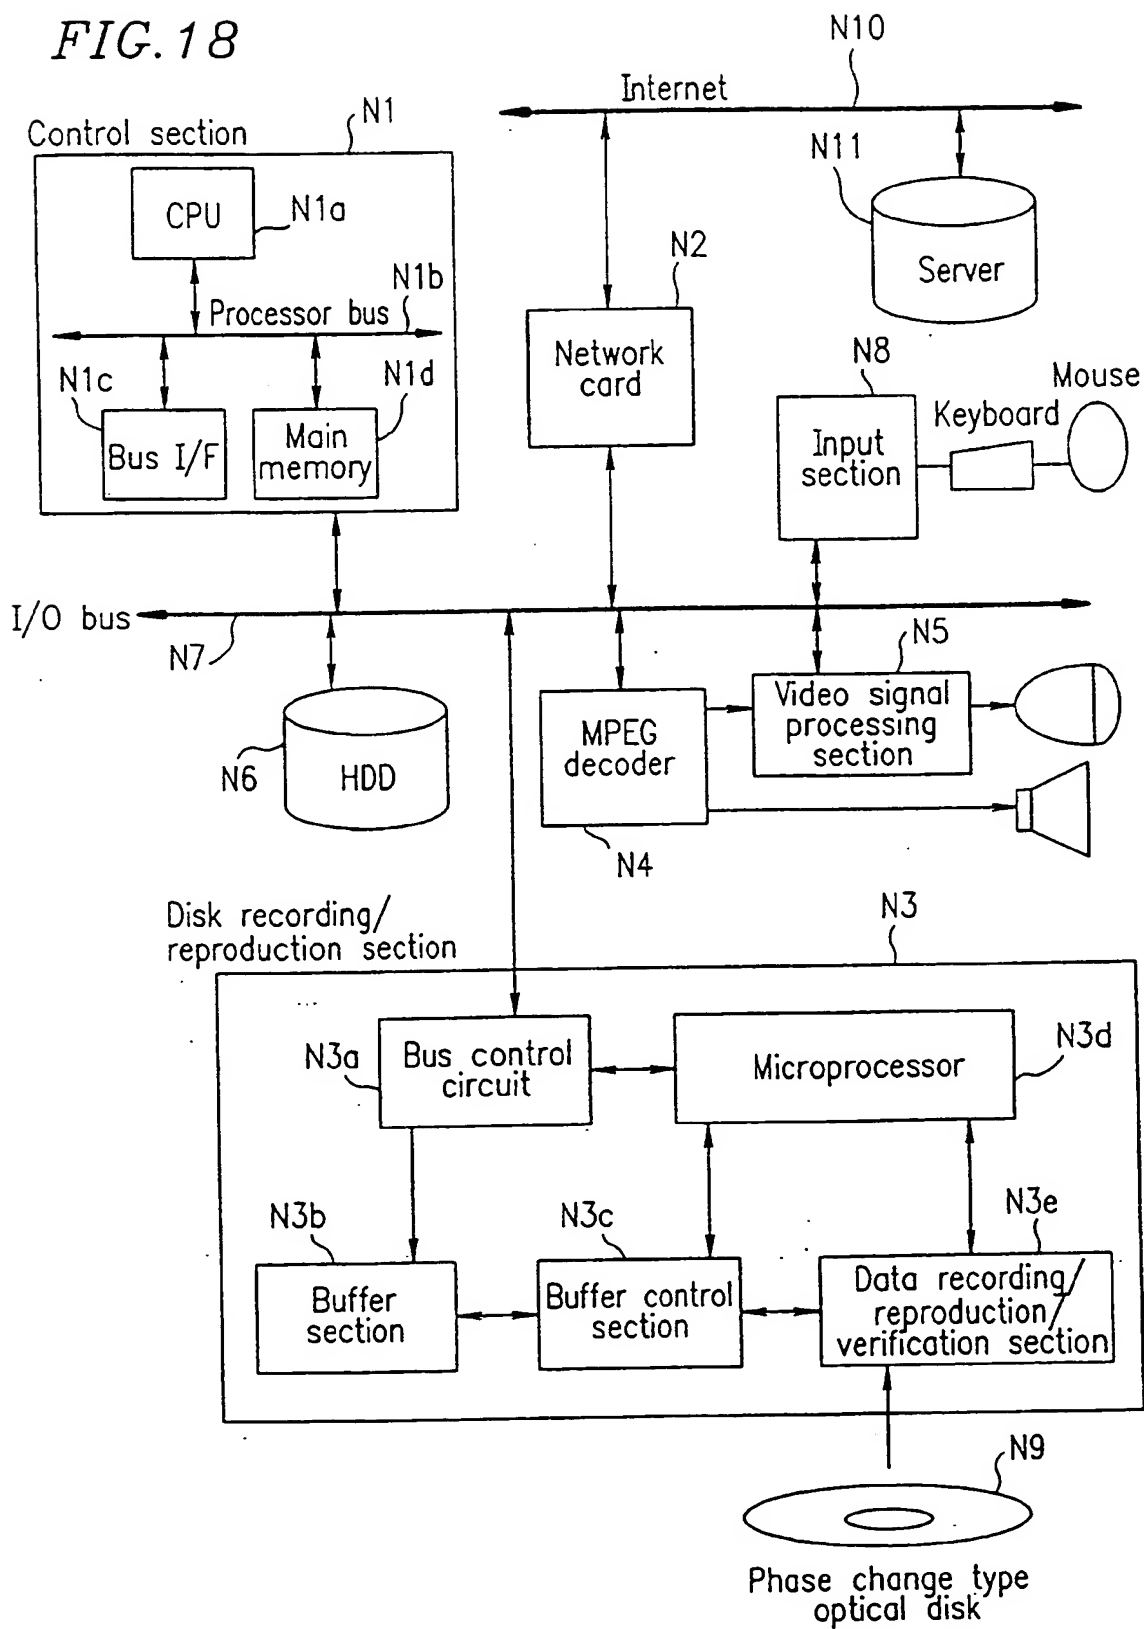 FIG. 18
N10
Internet
N1
Control section
N11
CPU
N1a
N2
Server
N1b
Processor bus
Network
card
N8
Mouse
N1c
N1d
Keyboard
Bus I/F
Main
memory
Input
section
I/O bus
N7
N5
Video signal
processing
section
MPEG
decoder
N6
HDD
N4
Disk recording/
reproduction section
N3
N3a
Bus control
circuit
Microprocessor
N3d
N3b
N3c
N3e
Buffer
section
Buffer control
section
Data recording/
reproduction/
verification section
N9
Phase change type
optical disk